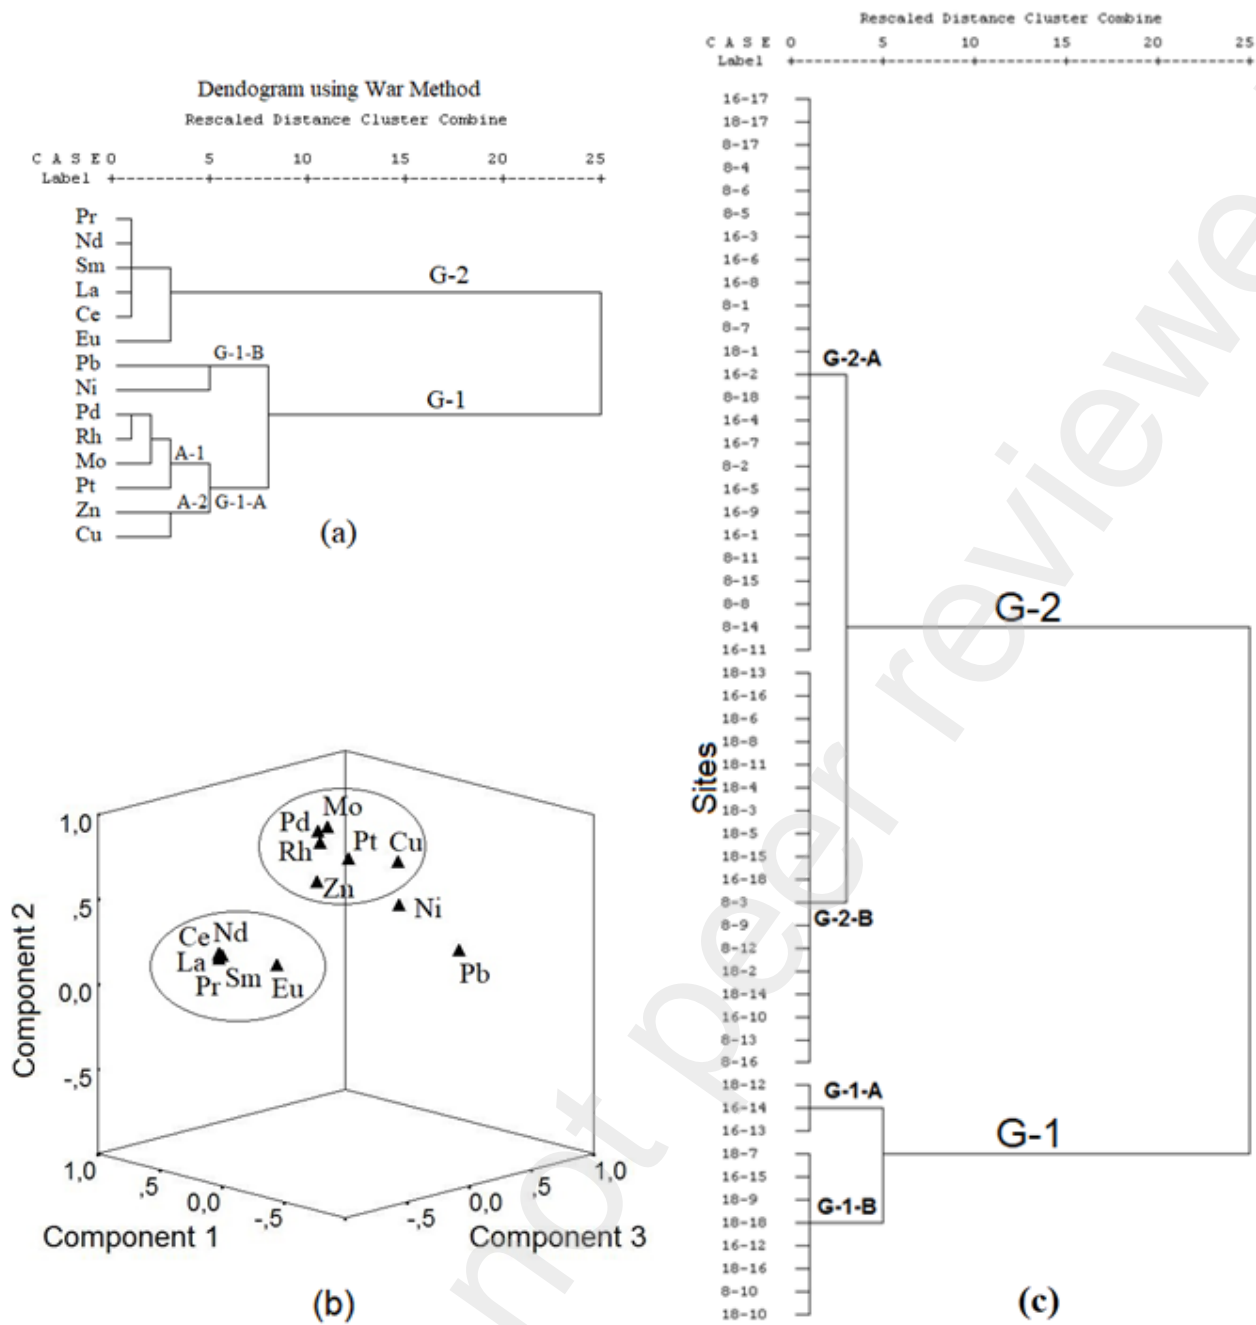 Dendogram using War Method
Rescaled Distance Cluster Combine
C A S E 0 5 10 15 20 25
Label +---------+---------+---------+---------+---------+
Pr
Nd
Sm
La
Ce
Eu
Pb
Ni
Pd
Rh
Mo
Pt
Zn
Cu
G-2
G-1-B
G-1
A-1
A-2 G-1-A
(a)
1,0
,5
0,0
-,5
Component 2
1,0 ,5 0,0 -,5
Component 1
-,5 0,0 ,5 1,0
Component 3
Mo
Pd
Rh
Pt
Cu
Zn
Ni
Pb
Ce Nd
La
Pr Sm Eu
(b)
Rescaled Distance Cluster Combine
C A S E 0 5 10 15 20 25
Label +---------+---------+---------+---------+---------+
16-17
18-17
8-17
8-4
8-6
8-5
16-3
16-6
16-8
8-1
8-7
18-1
16-2
8-18
16-4
16-7
8-2
16-5
16-9
16-1
8-11
8-15
8-8
8-14
16-11
18-13
16-16
18-6
18-8
18-11
18-4
18-3
18-5
18-15
16-18
8-3
8-9
8-12
18-2
18-14
16-10
8-13
8-16
18-12
16-14
16-13
18-7
16-15
18-9
18-18
16-12
18-16
8-10
18-10
Sites
G-2-A
G-2
G-2-B
G-1-A
G-1
G-1-B
(c)
not peer reviewe